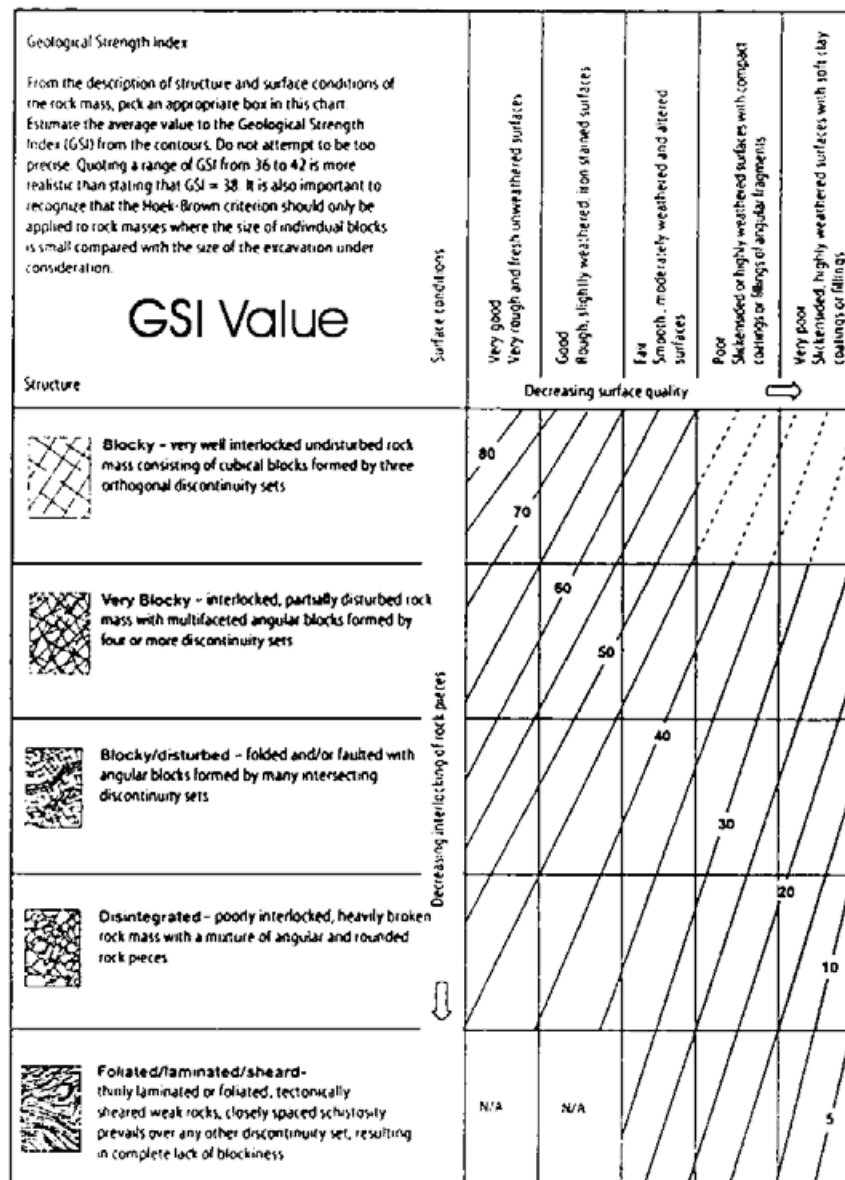 Geological Strength Index
From the description of structure and surface conditions of
the rock mass, pick an appropriate box in this chart.
Estimate the average value to the Geological Strength
Index (GSI) from the contours. Do not attempt to be too
precise. Quoting a range of GSI from 36 to 42 is more
realistic than stating that GSI = 38. It is also important to
recognize that the Hoek-Brown criterion should only be
applied to rock masses where the size of individual blocks
is small compared with the size of the excavation under
consideration.
GSI Value
Structure
Surface conditions
Very good
Very rough and fresh unweathered surfaces
Good
Rough, slightly weathered, iron stained surfaces
Fair
Smooth, moderately weathered and altered
surfaces
Poor
Slickensided or highly weathered surfaces with compact
coatings or fillings of angular fragments
Very poor
Slickensided, highly weathered surfaces with soft clay
coatings or fillings
Decreasing surface quality
Decreasing interlocking of rock pieces
Blocky – very well interlocked undisturbed rock
mass consisting of cubical blocks formed by three
orthogonal discontinuity sets
80
70
Very Blocky – interlocked, partially disturbed rock
mass with multifaceted angular blocks formed by
four or more discontinuity sets
60
50
Blocky/disturbed – folded and/or faulted with
angular blocks formed by many intersecting
discontinuity sets
40
30
Disintegrated – poorly interlocked, heavily broken
rock mass with a mixture of angular and rounded
rock pieces
20
10
Foliated/laminated/sheard–
thinly laminated or foliated, tectonically
sheared weak rocks, closely spaced schistosity
prevails over any other discontinuity set, resulting
in complete lack of blockiness
N/A
N/A
5